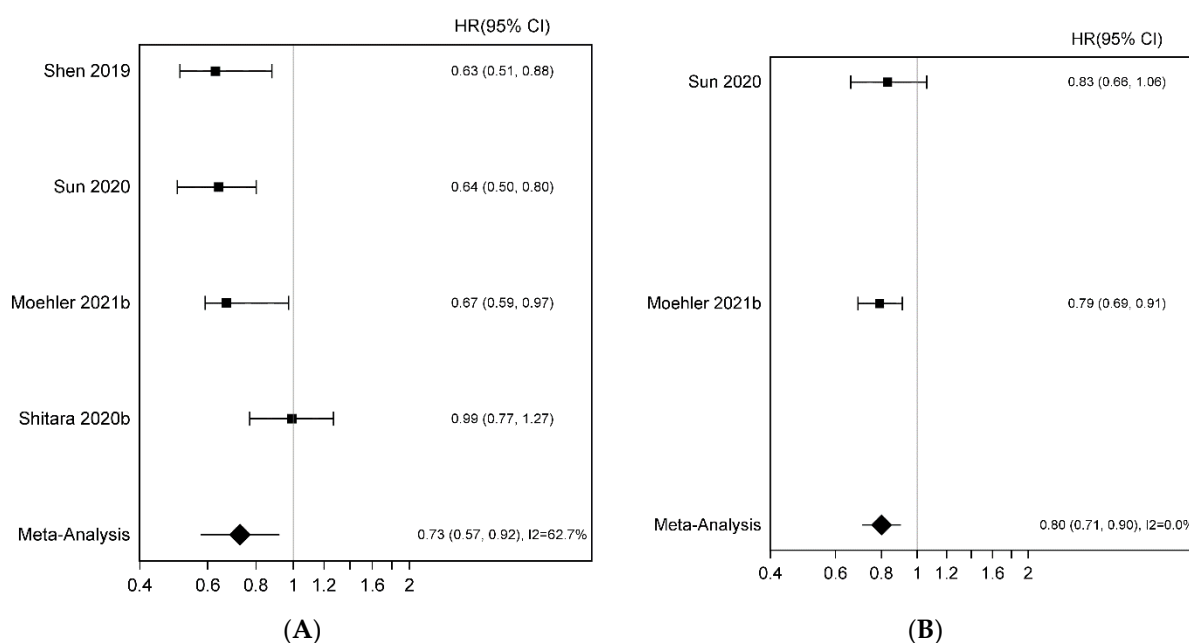 HR(95% CI)
Shen 2019 0.63 (0.51, 0.88)
Sun 2020 0.64 (0.50, 0.80)
Moehler 2021b 0.67 (0.59, 0.97)
Shitara 2020b 0.99 (0.77, 1.27)
Meta-Analysis 0.73 (0.57, 0.92), I2=62.7%
0.4 0.6 0.8 1 1.2 1.6 2
(A)
HR(95% CI)
Sun 2020 0.83 (0.66, 1.06)
Moehler 2021b 0.79 (0.69, 0.91)
Meta-Analysis 0.80 (0.71, 0.90), I2=0.0%
0.4 0.6 0.8 1 1.2 1.6 2
(B)